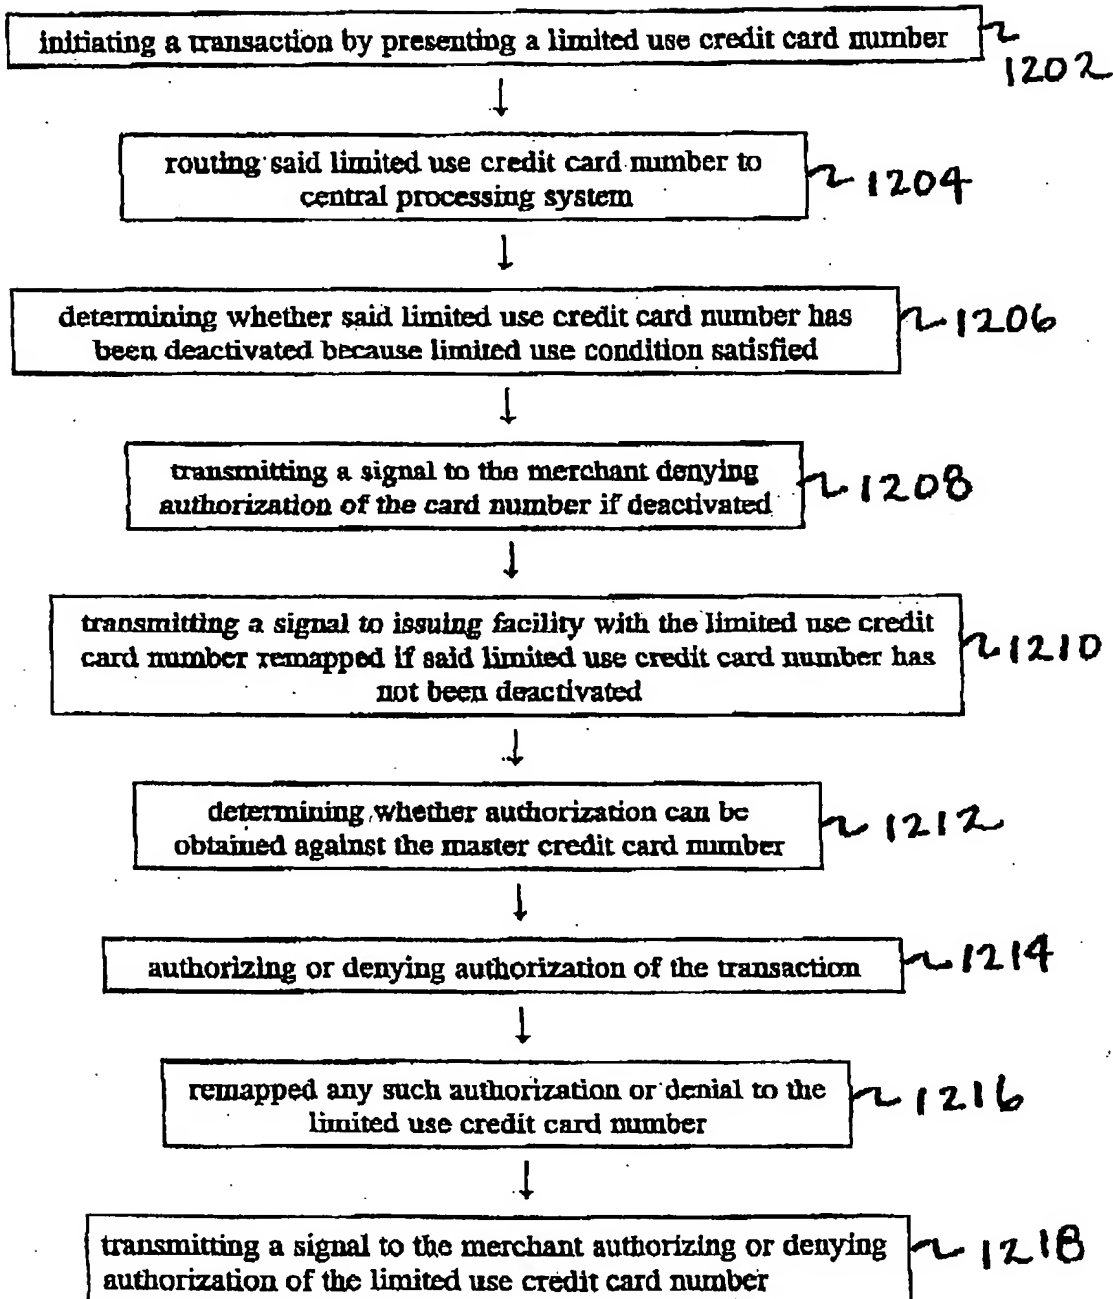 initiating a transaction by presenting a limited use credit card number
1202
routing said limited use credit card number to
central processing system
1204
determining whether said limited use credit card number has
been deactivated because limited use condition satisfied
1206
transmitting a signal to the merchant denying
authorization of the card number if deactivated
1208
transmitting a signal to issuing facility with the limited use credit
card number remapped if said limited use credit card number has
not been deactivated
1210
determining whether authorization can be
obtained against the master credit card number
1212
authorizing or denying authorization of the transaction
1214
remapped any such authorization or denial to the
limited use credit card number
1216
transmitting a signal to the merchant authorizing or denying
authorization of the limited use credit card number
1218